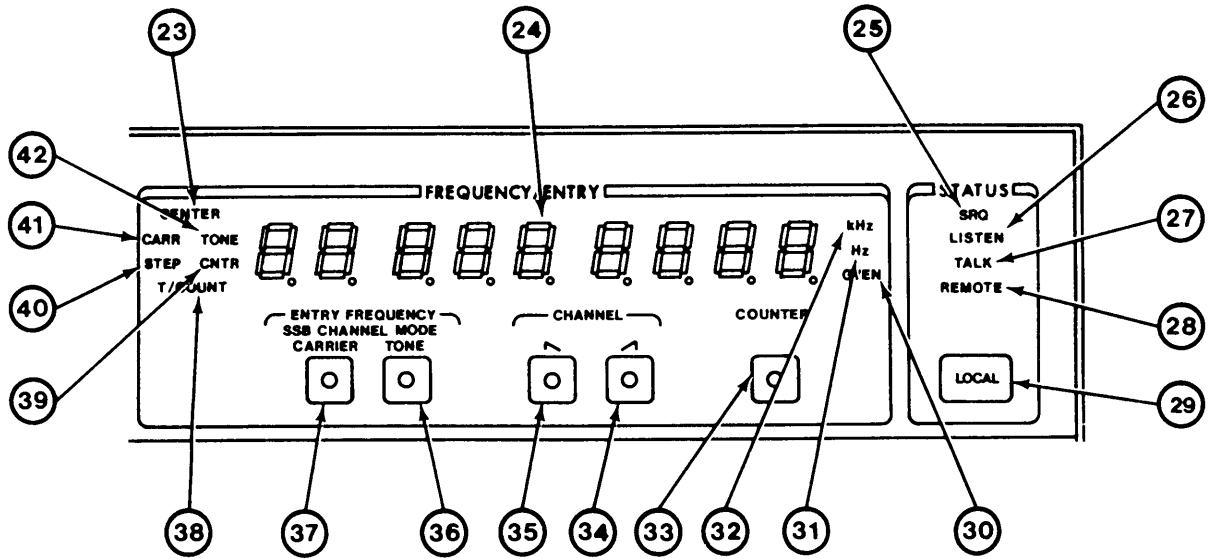 23
24
25
26
42
FREQUENCY/ENTRY
STATUS
41
CENTER
SRQ
27
CARR TONE
kHz
LISTEN
STEP CNTR
Hz
TALK
40
T/COUNT
OVEN
REMOTE
28
ENTRY FREQUENCY
CHANNEL
COUNTER
SSB CHANNEL MODE
CARRIER TONE
39
LOCAL
29
38
37
36
35
34
33
32
31
30